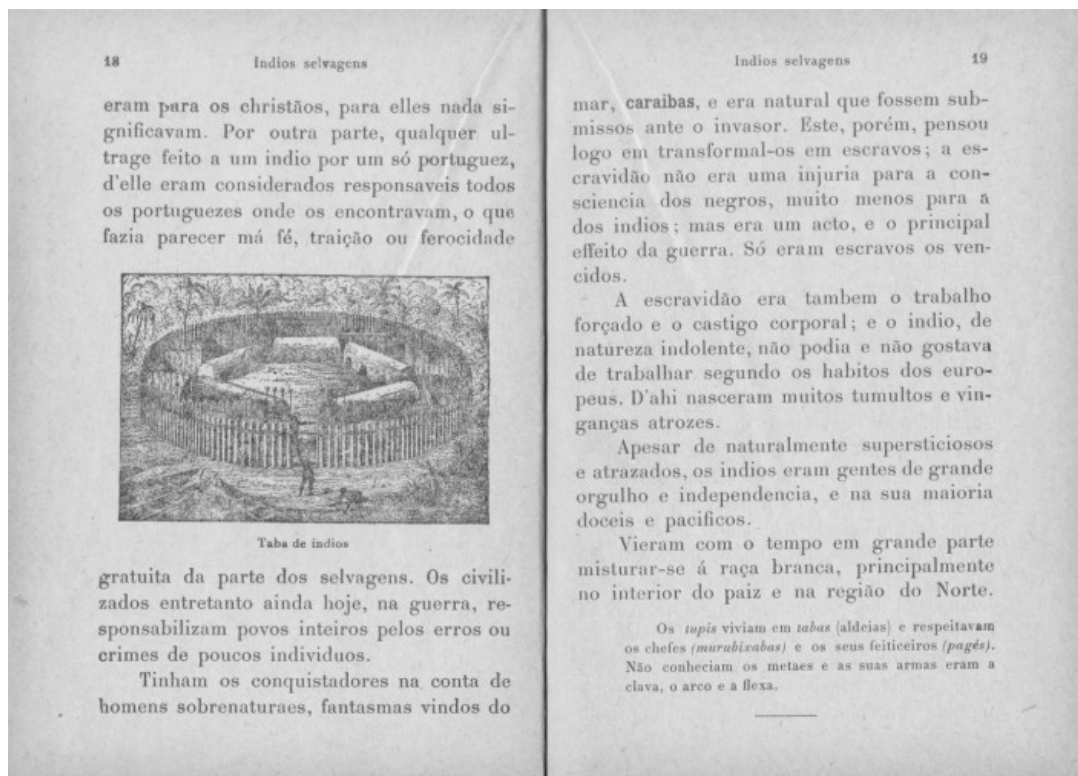 18
Indios selvagens
eram para os christãos, para elles nada si-
gnificavam. Por outra parte, qualquer ul-
trage feito a um indio por um só portuguez,
d'elle eram considerados responsaveis todos
os portuguezes onde os encontravam, o que
fazia parecer má fé, traição ou ferocidade
Taba de indios
gratuita da parte dos selvagens. Os civili-
zados entretanto ainda hoje, na guerra, re-
sponsabilizam povos inteiros pelos erros ou
crimes de poucos individuos.
Tinham os conquistadores na conta de
homens sobrenaturaes, fantasmas vindos do
Indios selvagens
19
mar, caraibas, e era natural que fossem sub-
missos ante o invasor. Este, porém, pensou
logo em transformal-os em escravos; a es-
cravidão não era uma injuria para a con-
sciencia dos negros, muito menos para a
dos indios; mas era um acto, e o principal
effeito da guerra. Só eram escravos os ven-
cidos.
A escravidão era tambem o trabalho
forçado e o castigo corporal; e o indio, de
natureza indolente, não podia e não gostava
de trabalhar segundo os habitos dos euro-
peus. D'ahi nasceram muitos tumultos e vin-
ganças atrozes.
Apesar de naturalmente supersticiosos
e atrazados, os indios eram gentes de grande
orgulho e independencia, e na sua maioria
doceis e pacificos.
Vieram com o tempo em grande parte
misturar-se á raça branca, principalmente
no interior do paiz e na região do Norte.
Os tupis viviam em tabas (aldeias) e respeitavam
os chefes (murubixabas) e os seus feiticeiros (pagés).
Não conheciam os metaes e as suas armas eram a
clava, o arco e a flexa.